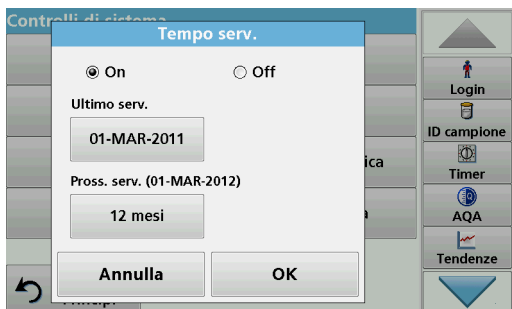 Controlli di sistema
Tempo serv.
On
Off
Ultimo serv.
01-MAR-2011
Pross. serv. (01-MAR-2012)
12 mesi
Annulla
OK
Login
ID campione
Timer
AQA
Tendenze